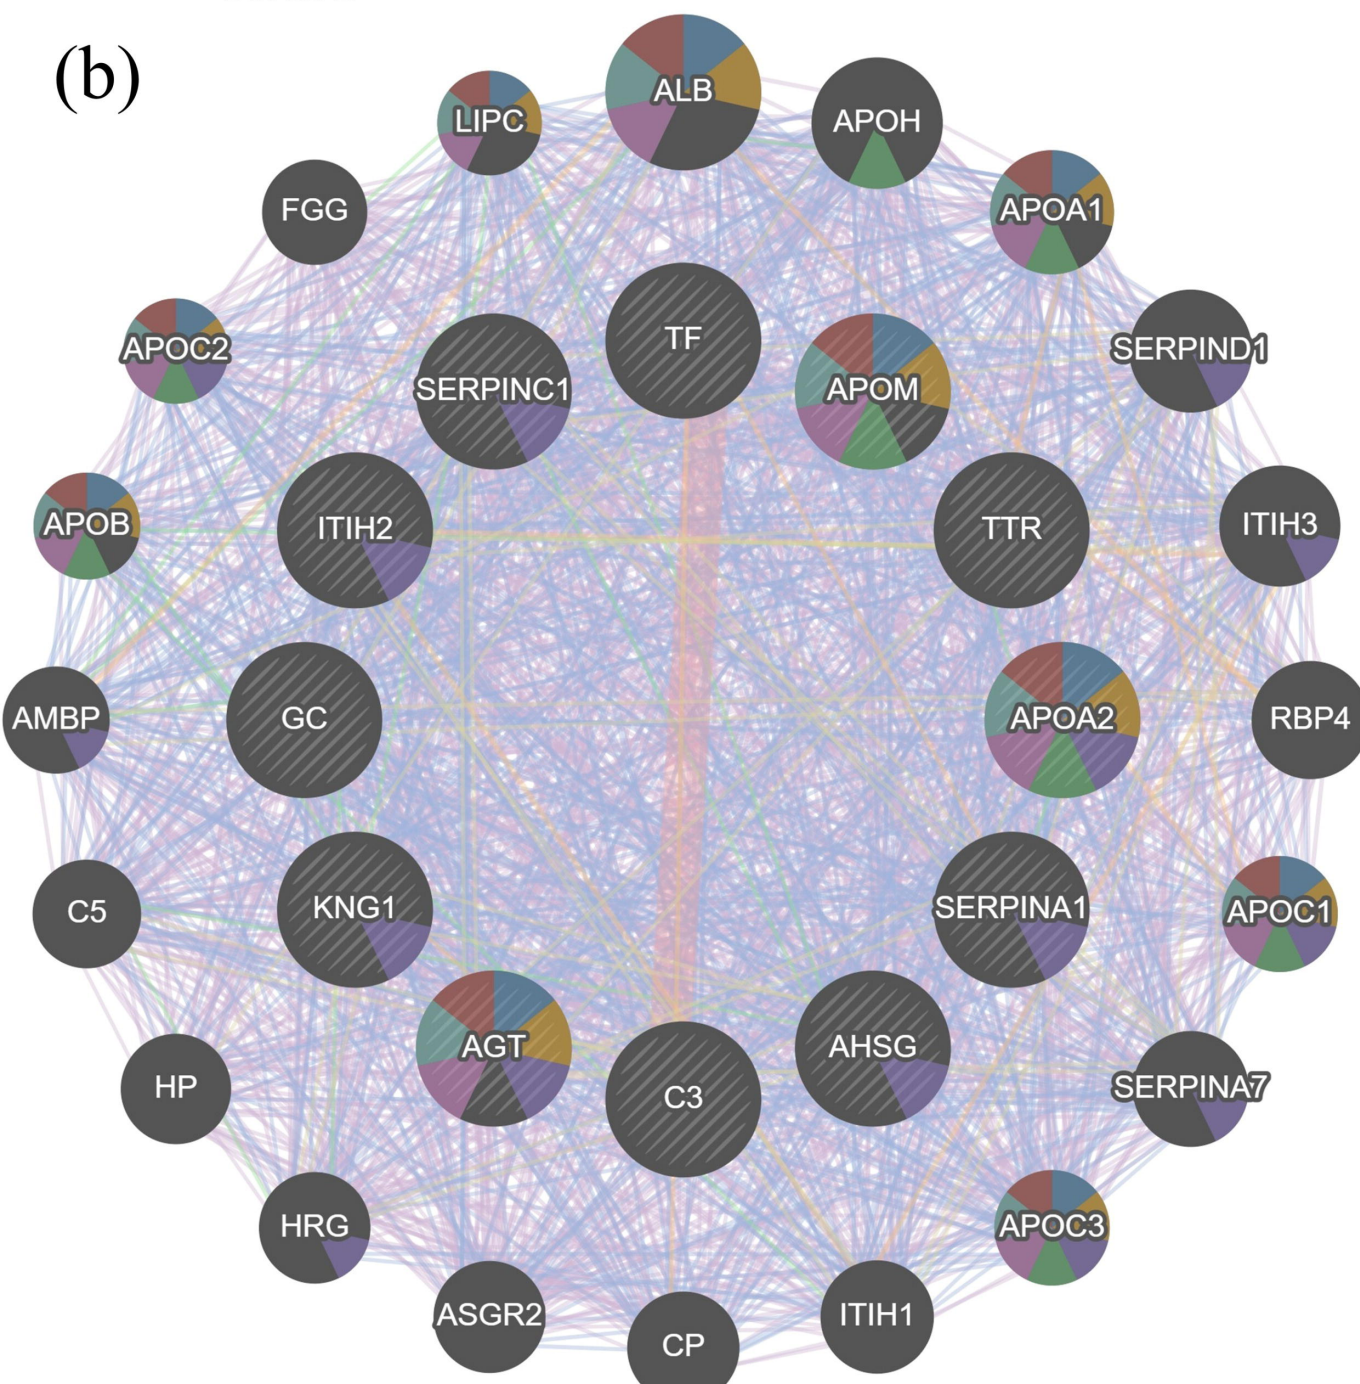 (b)
ALB
LIPC
APOH
FGG
APOA1
TF
APOC2
SERPINC1
APOM
SERPIND1
APOB
ITIH2
TTR
ITIH3
AMBP
GC
APOA2
RBP4
C5
KNG1
SERPINA1
APOC1
HP
AGT
C3
AHSG
SERPINA7
HRG
APOC3
ASGR2
CP
ITIH1